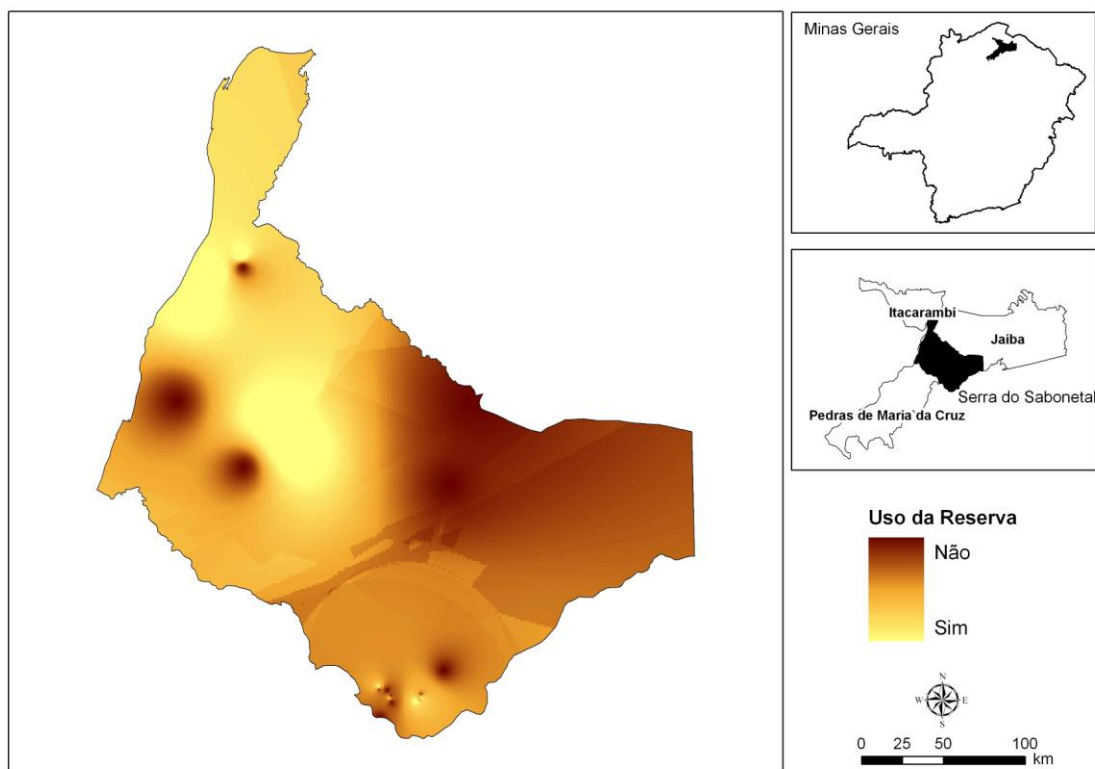 Minas Gerais
Itacarambi
Jaíba
Serra do Sabonetal
Pedras de Maria da Cruz
Uso da Reserva
Não
Sim
N
W E
S
0 25 50 100
km